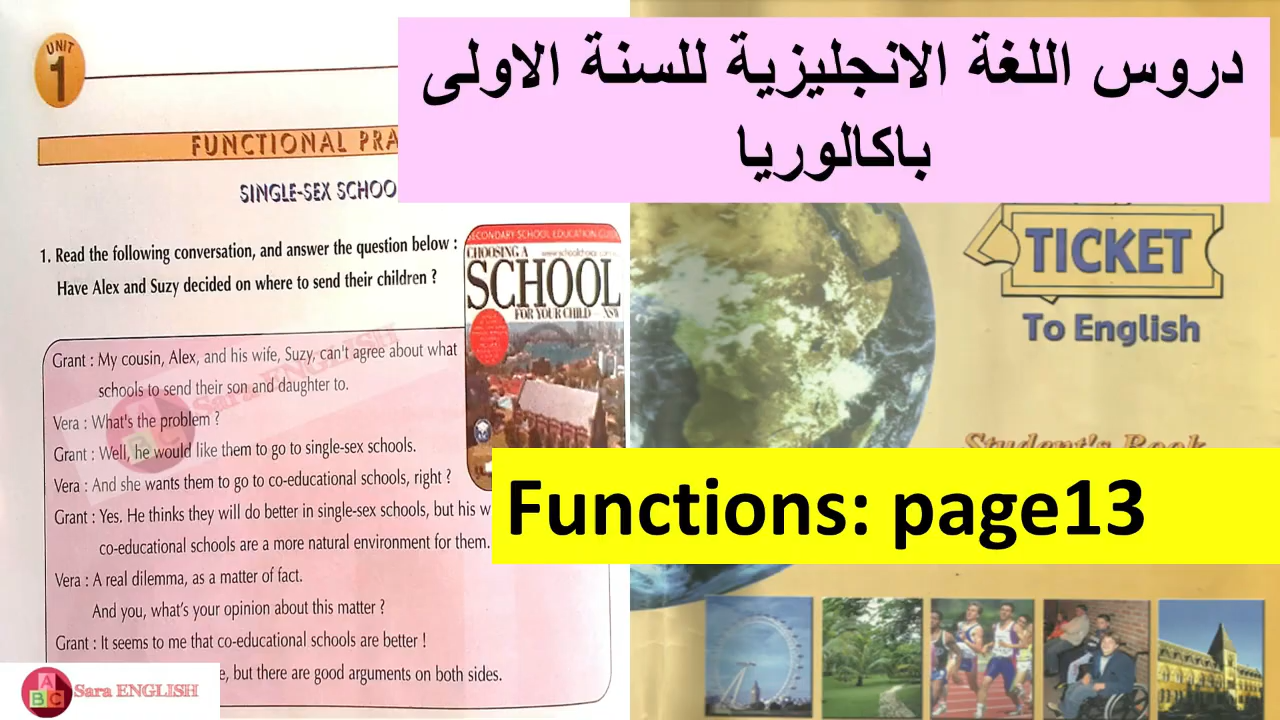 دروس اللغة الانجليزية للسنة الاولى
باكالوريا
UNIT
1
FUNCTIONAL PRA
SINGLE-SEX SCHOO
1. Read the following conversation, and answer the question below :
Have Alex and Suzy decided on where to send their children ?
SECONDARY SCHOOL EDUCATION
CHOOSING A
SCHOOL
FOR YOUR CHILD - NSW
Grant : My cousin, Alex, and his wife, Suzy, can't agree about what
schools to send their son and daughter to.
Vera : What's the problem ?
Grant : Well, he would like them to go to single-sex schools.
Vera : And she wants them to go to co-educational schools, right ?
Grant : Yes. He thinks they will do better in single-sex schools, but his w
co-educational schools are a more natural environment for them.
Vera : A real dilemma, as a matter of fact.
And you, what's your opinion about this matter ?
Grant : It seems to me that co-educational schools are better !
e, but there are good arguments on both sides.
Sara ENGLISH
ABC
Sara ENGLISH
TICKET
To English
Student's Book
Functions: page13